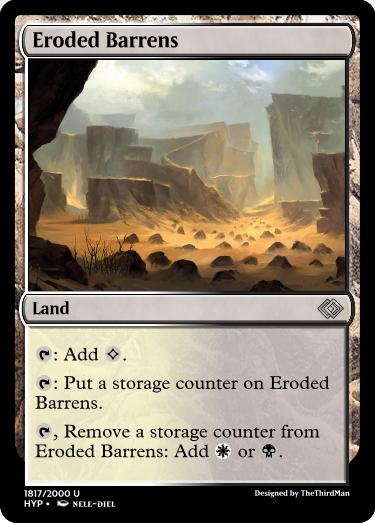 Eroded Barrens
Land
: Add .
: Put a storage counter on Eroded
Barrens.
, Remove a storage counter from
Eroded Barrens: Add or .
1817/2000 U
HYP • NELE-DIEL
Designed by TheThirdMan